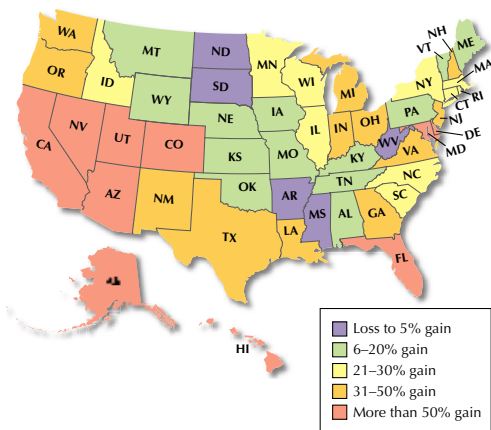 WA
OR
CA
NV
ID
MT
WY
UT
CO
AZ
NM
ND
SD
NE
KS
OK
TX
MN
IA
MO
AR
LA
WI
IL
MS
MI
IN
OH
KY
TN
AL
GA
FL
SC
NC
VA
WV
PA
NY
VT
NH
ME
MA
RI
CT
NJ
DE
MD
HI
Loss to 5% gain
6–20% gain
21–30% gain
31–50% gain
More than 50% gain